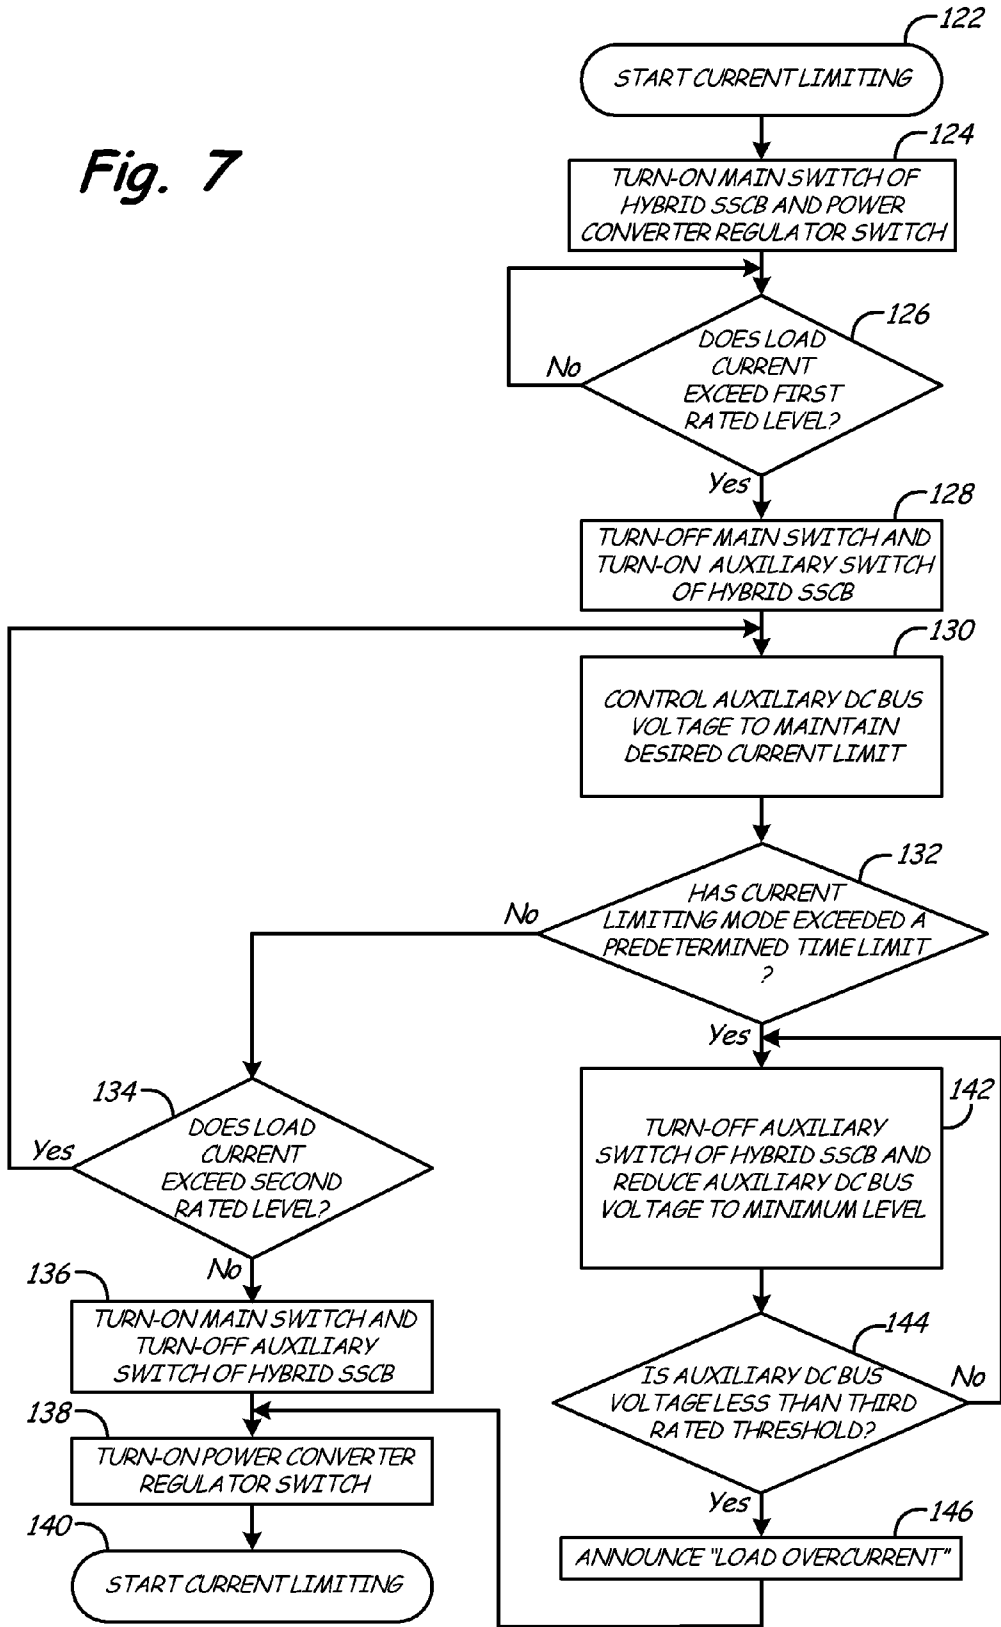 122
START CURRENT LIMITING
Fig. 7
124
TURN-ON MAIN SWITCH OF
HYBRID SSCB AND POWER
CONVERTER REGULATOR SWITCH
126
DOES LOAD
CURRENT
EXCEED FIRST
RATED LEVEL?
No
Yes
128
TURN-OFF MAIN SWITCH AND
TURN-ON AUXILIARY SWITCH
OF HYBRID SSCB
130
CONTROL AUXILIARY DC BUS
VOLTAGE TO MAINTAIN
DESIRED CURRENT LIMIT
132
HAS CURRENT
LIMITING MODE EXCEEDED A
PREDETERMINED TIME LIMIT
?
No
Yes
134
DOES LOAD
CURRENT
EXCEED SECOND
RATED LEVEL?
Yes
No
136
TURN-ON MAIN SWITCH AND
TURN-OFF AUXILIARY
SWITCH OF HYBRID SSCB
138
TURN-ON POWER CONVERTER
REGULATOR SWITCH
140
START CURRENT LIMITING
142
TURN-OFF AUXILIARY
SWITCH OF HYBRID SSCB AND
REDUCE AUXILIARY DC BUS
VOLTAGE TO MINIMUM LEVEL
144
IS AUXILIARY DC BUS
VOLTAGE LESS THAN THIRD
RATED THRESHOLD?
No
Yes
146
ANNOUNCE "LOAD OVERCURRENT"